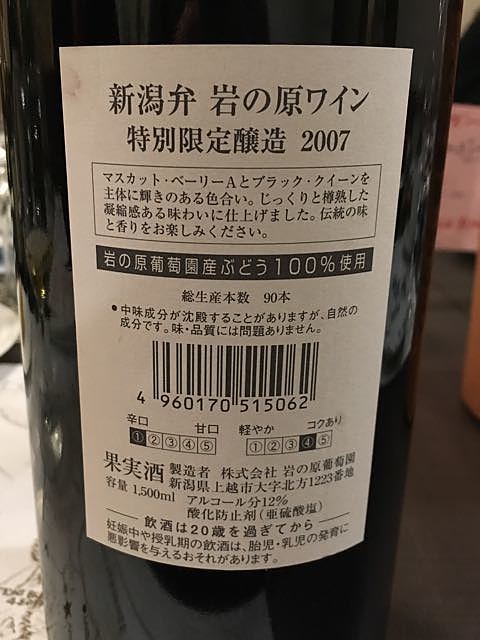 新潟弁 岩の原ワイン
特別限定醸造 2007
マスカット・ベーリーAとブラック・クイーンを
主体に輝きのある色合い。じっくりと樽熟した
凝縮感ある味わいに仕上げました。伝統の味
と香りをお楽しみください。
岩の原葡萄園産ぶどう100%使用
総生産本数 90本
●中味成分が沈殿することがありますが、自然の
成分です。味・品質には問題ありません。
4 960170 515062
辛口 甘口 軽やか コクあり
①②③④⑤ ①②③④⑤
果実酒 製造者 株式会社 岩の原葡萄園
新潟県上越市大字北方1223番地
容量 1,500ml アルコール分12%
酸化防止剤(亜硫酸塩)
飲酒は20歳を過ぎてから
妊娠中や授乳期の飲酒は、胎児・乳児の発育に
悪影響を与えるおそれがあります。